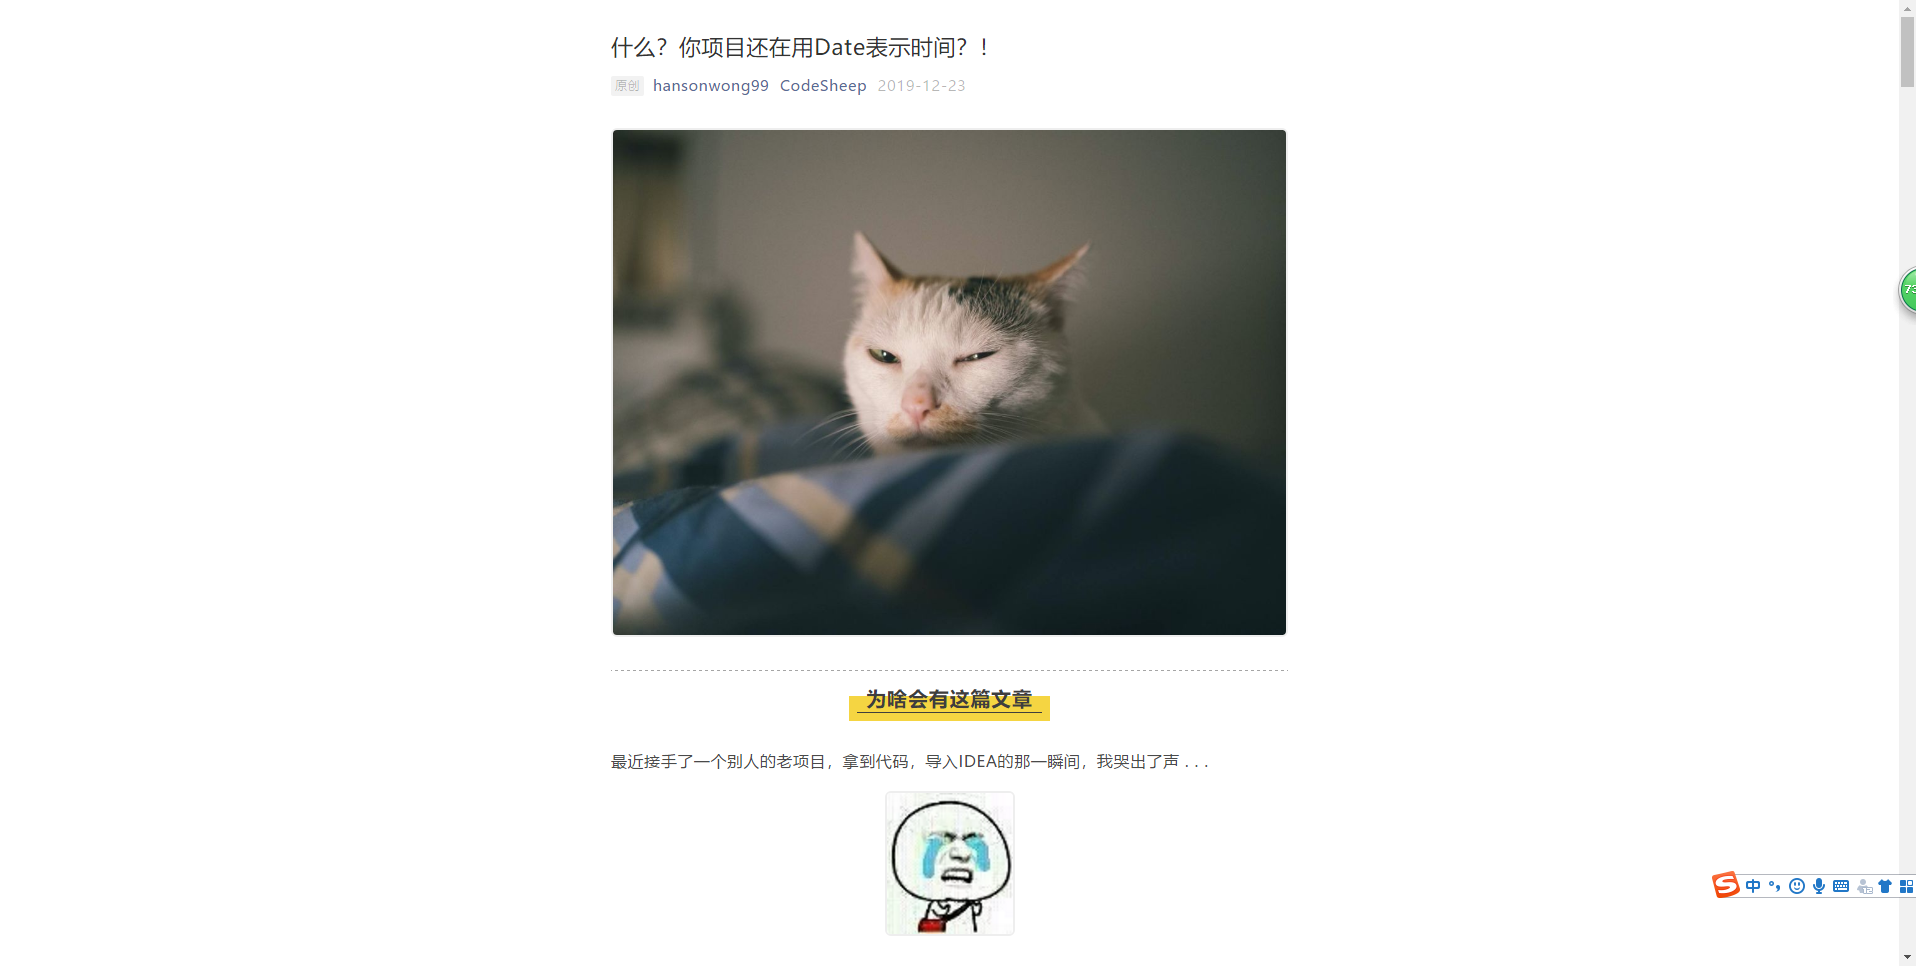 什么？你项目还在用Date表示时间？！
原创 hansonwong99 CodeSheep 2019-12-23
为啥会有这篇文章
最近接手了一个别人的老项目，拿到代码，导入IDEA的那一瞬间，我哭出了声 . . .
73
中